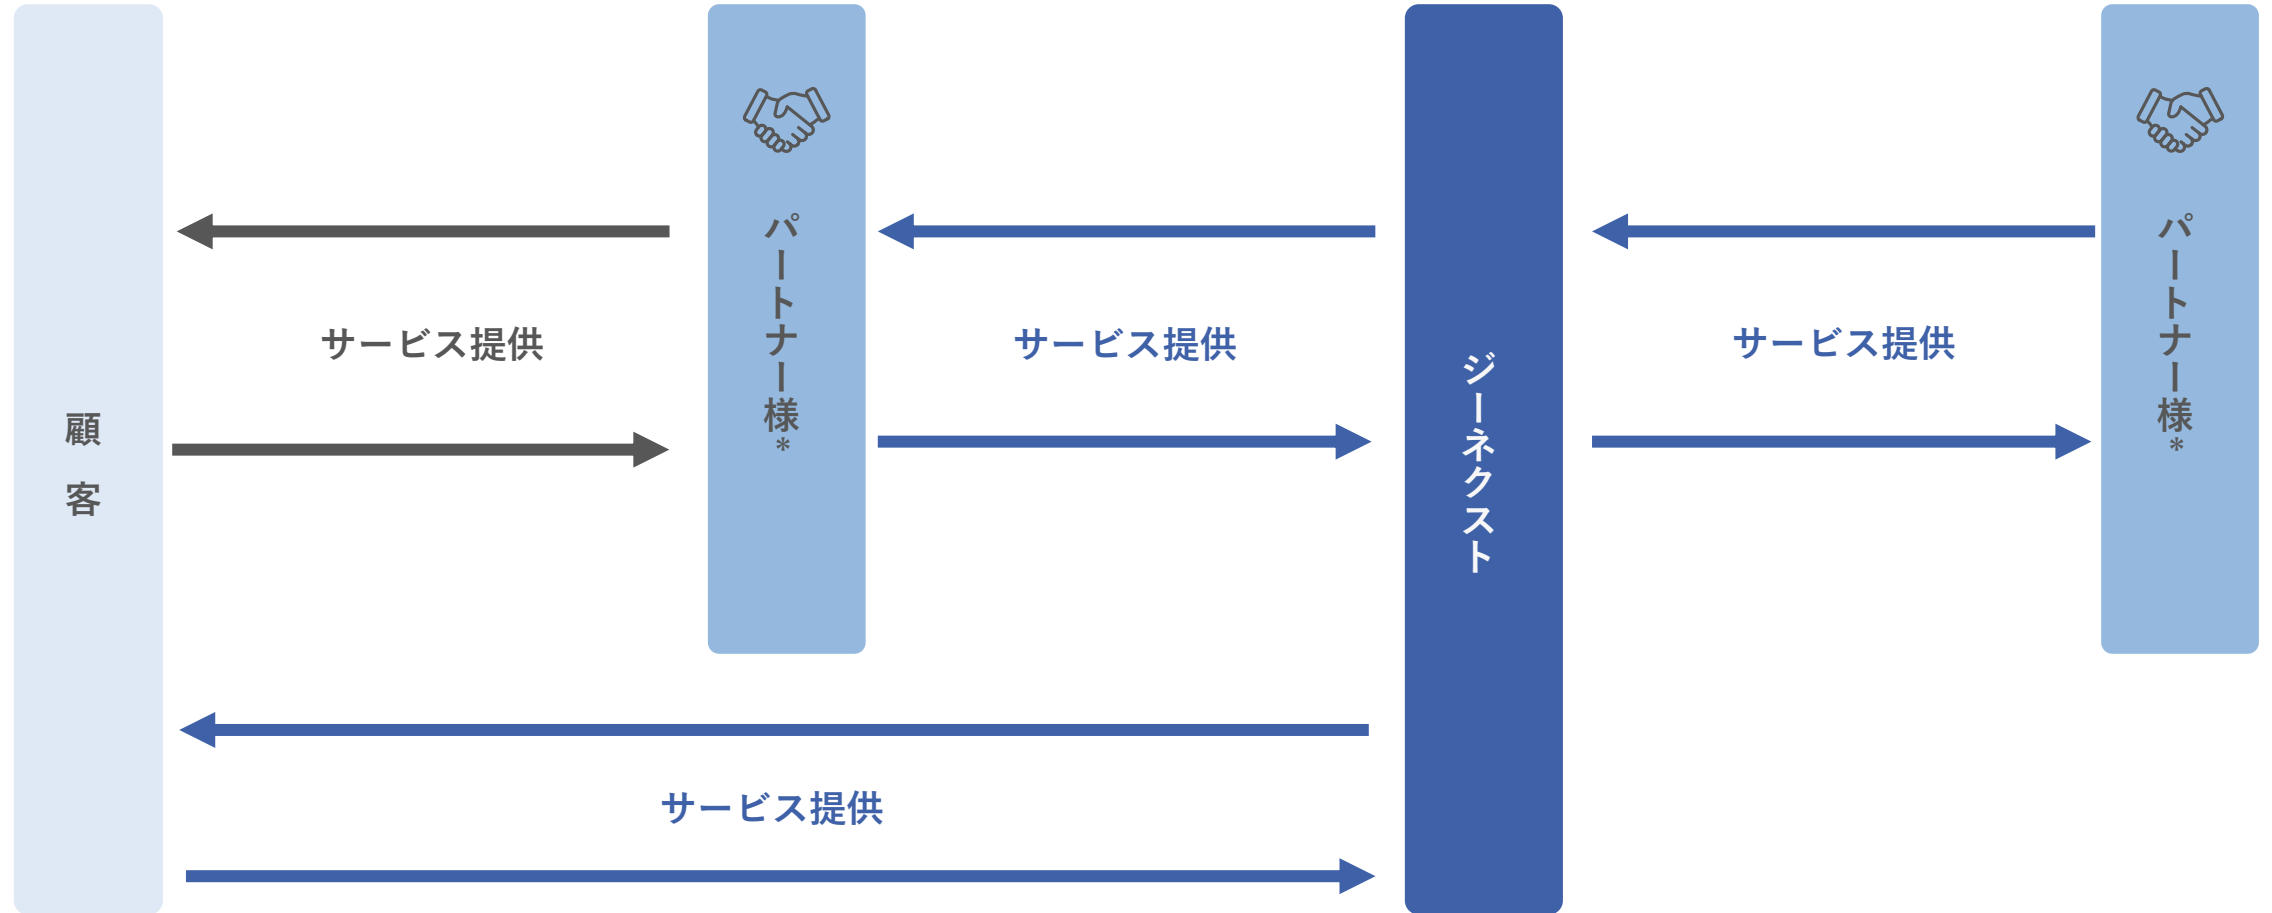 顧客
サービス提供
パートナー様*
サービス提供
ジーネクスト
サービス提供
パートナー様*
サービス提供